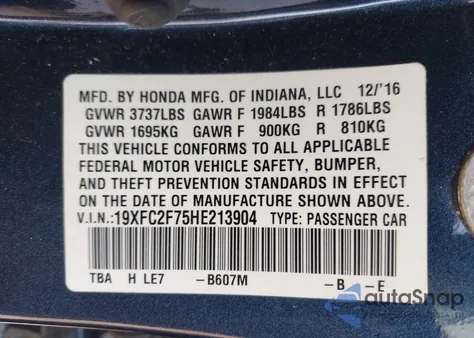 MFD. BY HONDA MFG. OF INDIANA, LLC 12/'16
GVWR 3737LBS GAWR F 1984LBS R 1786LBS
GVWR 1695KG GAWR F 900KG R 810KG
THIS VEHICLE CONFORMS TO ALL APPLICABLE
FEDERAL MOTOR VEHICLE SAFETY, BUMPER,
AND THEFT PREVENTION STANDARDS IN EFFECT
ON THE DATE OF MANUFACTURE SHOWN ABOVE.
V.I.N.:19XFC2F75HE213904 TYPE: PASSENGER CAR
TBA H LE7 -B607M -B -E
autoSnap